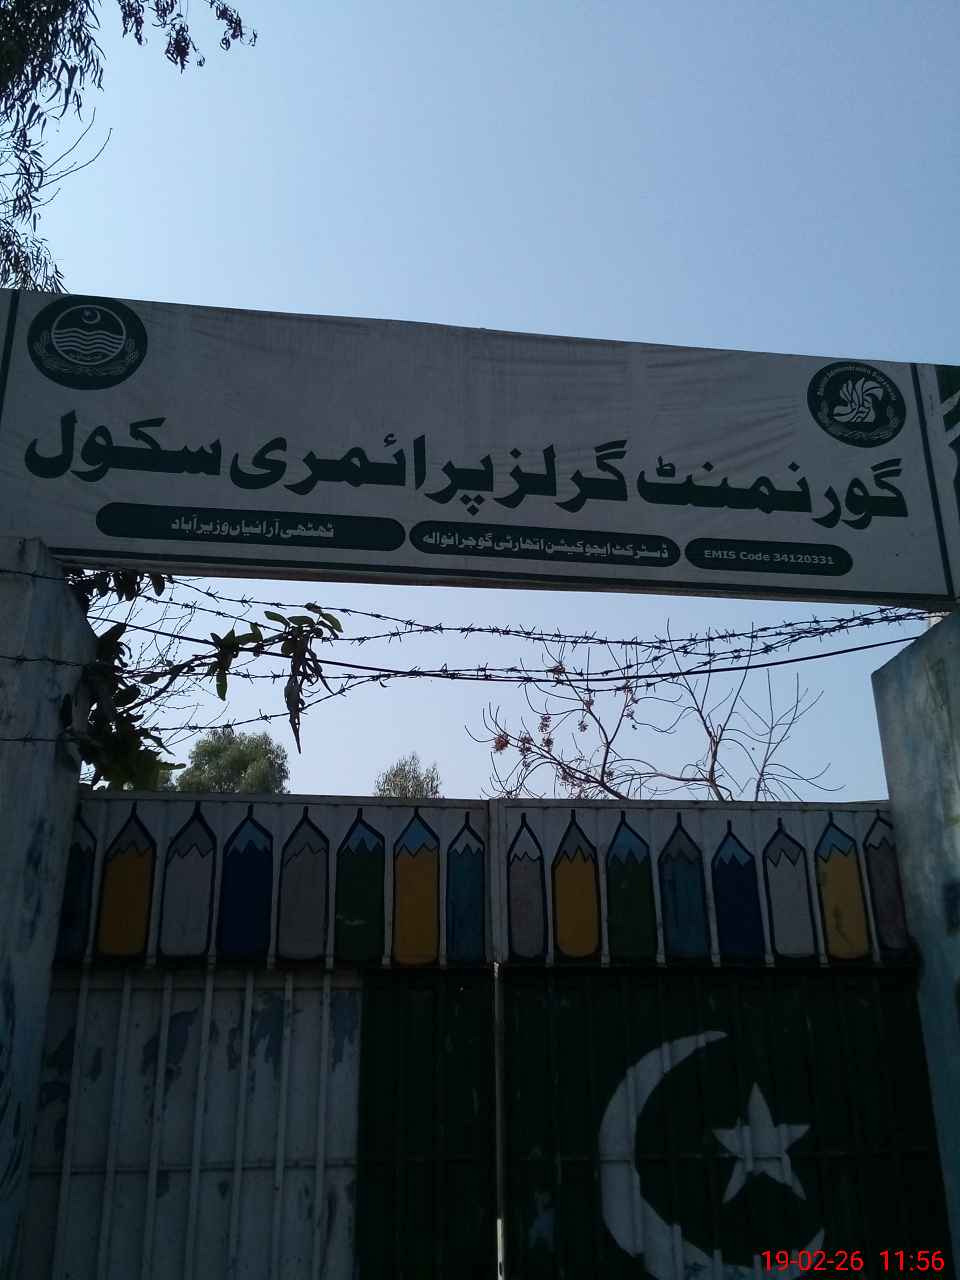 گورنمنٹ گرلز پرائمری سکول
EMIS Code 34120331
ڈسٹرکٹ ایجوکیشن اتھارٹی گوجرانوالہ
ٹھٹھی آرائیاں وزیرآباد
19-02-26 11:56